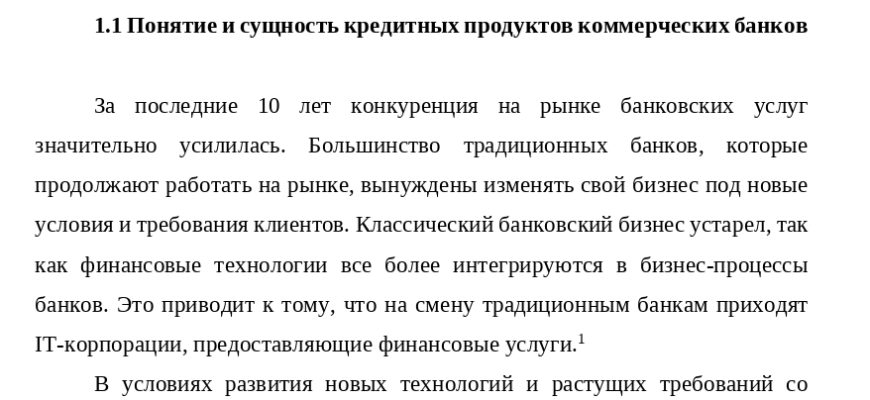 1.1 Понятие и сущность кредитных продуктов коммерческих банков
За последние 10 лет конкуренция на рынке банковских услуг
значительно усилилась. Большинство традиционных банков, которые
продолжают работать на рынке, вынуждены изменять свой бизнес под новые
условия и требования клиентов. Классический банковский бизнес устарел, так
как финансовые технологии все более интегрируются в бизнес-процессы
банков. Это приводит к тому, что на смену традиционным банкам приходят
IT-корпорации, предоставляющие финансовые услуги.¹
В условиях развития новых технологий и растущих требований со